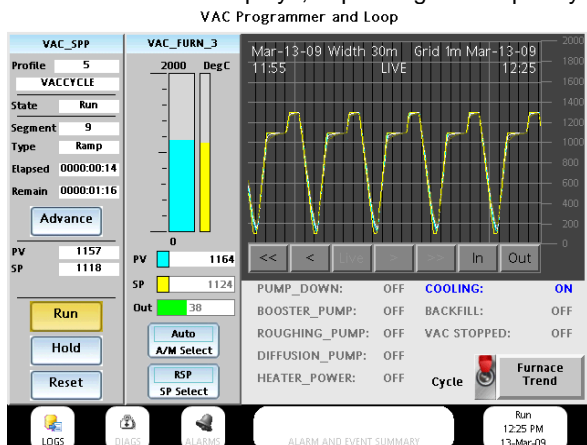 VAC Programmer and Loop
VAC_SPP
Profile 5
VACCYCLE
State Run
Segment 9
Type Ramp
Elapsed 0000:00:14
Remain 0000:01:16
Advance
PV 1157
SP 1118
Run
Hold
Reset
VAC_FURN_3
2000 DegC
0
PV 1164
SP 1124
Out 38
Auto
A/M Select
RSP
SP Select
Mar-13-09 Width 30m Grid 1m Mar-13-09
11:55 LIVE 12:25
1800
1600
1400
1200
1000
800
600
400
200
0
<< < Live > >> In Out
PUMP_DOWN: OFF COOLING: ON
BOOSTER_PUMP: OFF BACKFILL: OFF
ROUGHING_PUMP: OFF VAC STOPPED: OFF
DIFFUSION_PUMP: OFF
HEATER_POWER: OFF Cycle
Furnace
Trend
LOGS DIAGS ALARMS ALARM AND EVENT SUMMARY
Run
12:25 PM
13-Mar-09